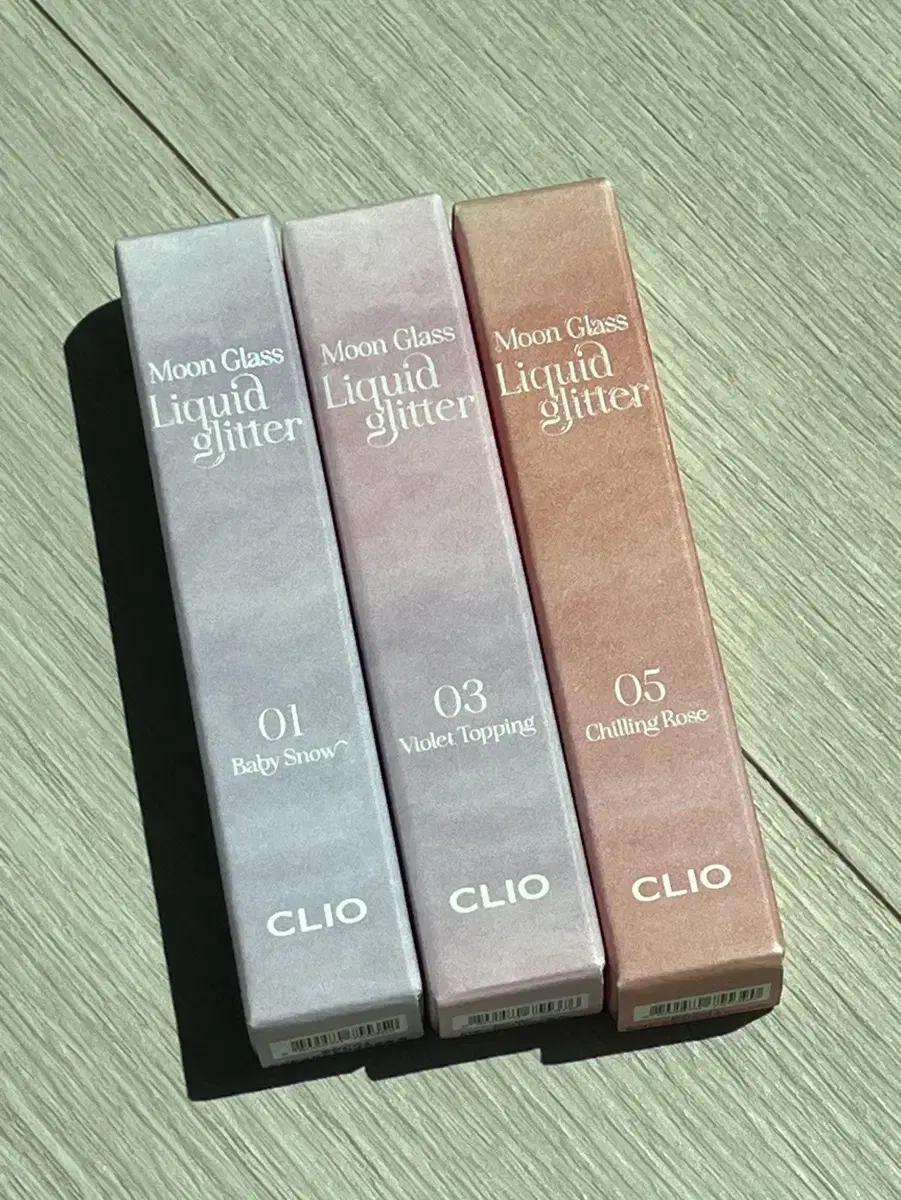 Moon Glass
Liquid
glitter
01
Baby Snow
CLIO
Moon Glass
Liquid
glitter
03
Violet Topping
CLIO
Moon Glass
Liquid
glitter
05
Chilling Rose
CLIO